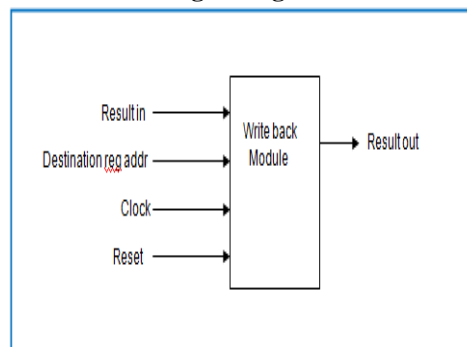 Result in
Destination reg addr
Clock
Reset
Write back
Module
Result out